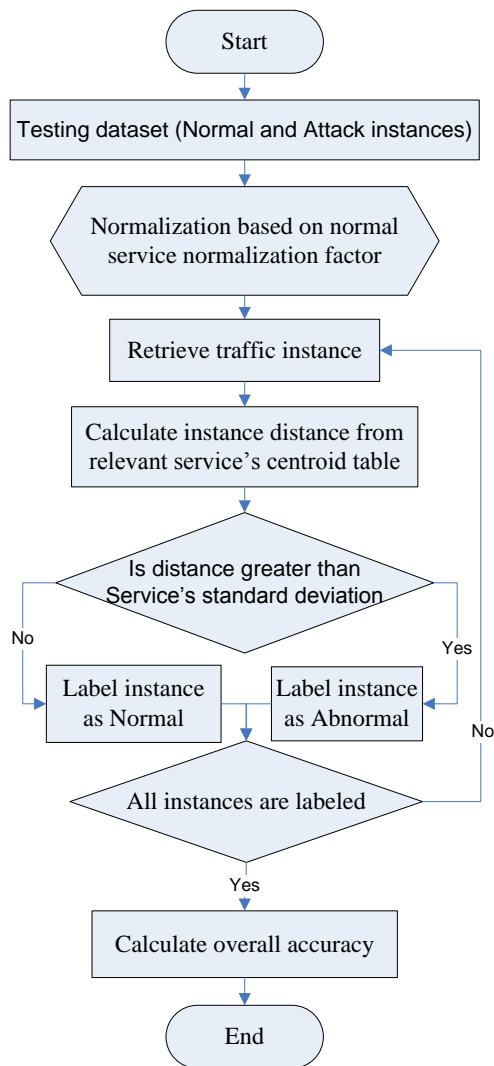 Start
Testing dataset (Normal and Attack instances)
Normalization based on normal
service normalization factor
Retrieve traffic instance
Calculate instance distance from
relevant service's centroid table
Is distance greater than
Service's standard deviation
No
Yes
Label instance
as Normal
Label instance
as Abnormal
No
All instances are labeled
Yes
Calculate overall accuracy
End